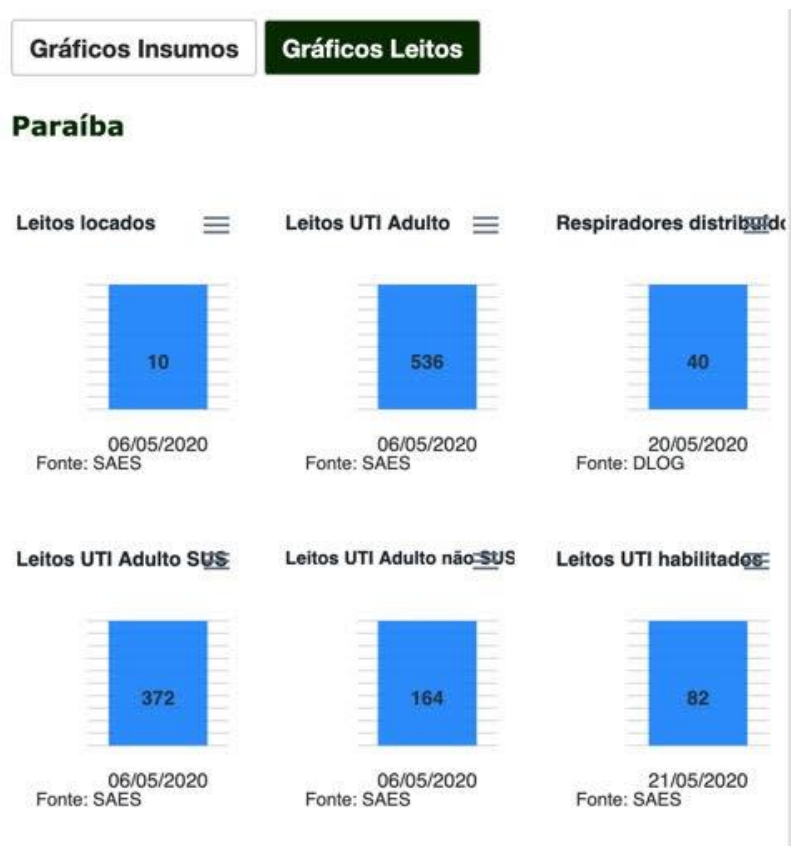 Gráficos Insumos Gráficos Leitos
Paraíba
Leitos locados Leitos UTI Adulto Respiradores distribuído
10 536 40
06/05/2020 06/05/2020 20/05/2020
Fonte: SAES Fonte: SAES Fonte: DLOG
Leitos UTI Adulto SUS Leitos UTI Adulto não SUS Leitos UTI habilitados
372 164 82
06/05/2020 06/05/2020 21/05/2020
Fonte: SAES Fonte: SAES Fonte: SAES